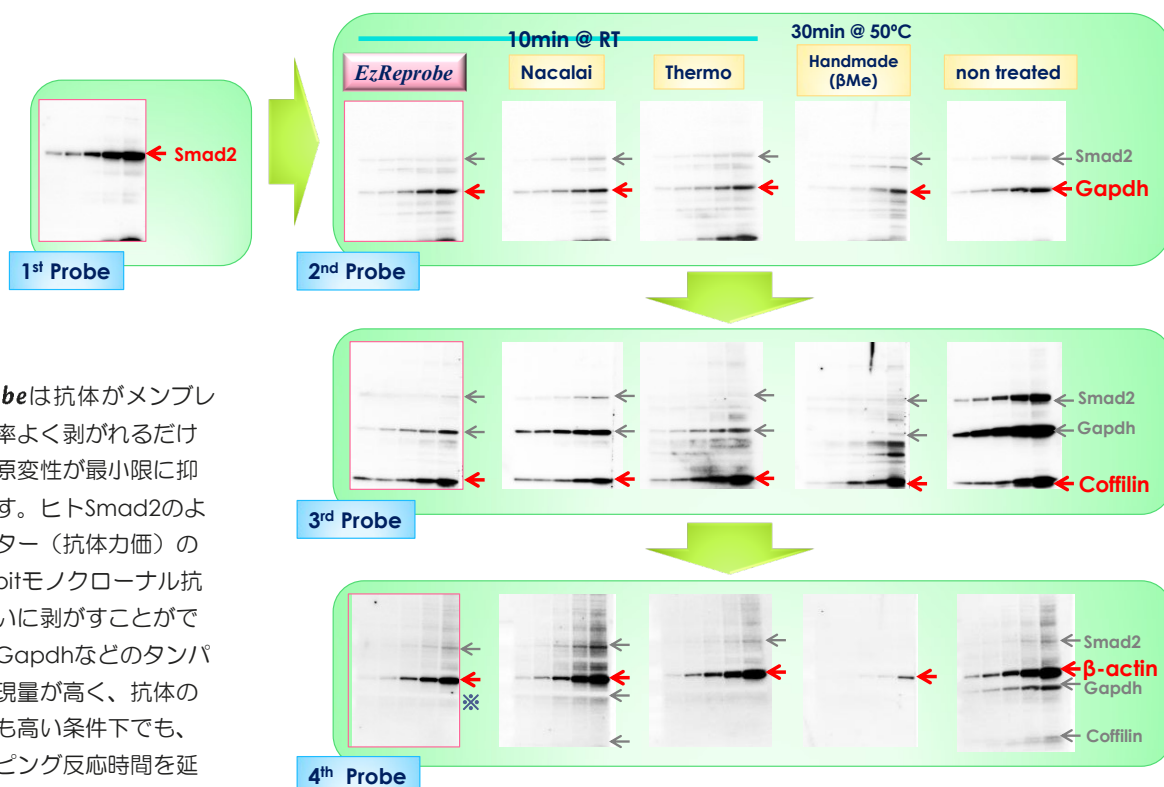 10min @ RT
30min @ 50ºC
EzReprobe
Nacalai
Thermo
Handmade
(βMe)
non treated
Smad2
1st Probe
Smad2
Gapdh
2nd Probe
Smad2
Gapdh
Coffilin
3rd Probe
Smad2
β-actin
Gapdh
※
Coffilin
4th Probe
beは抗体がメンブレ
率よく剥がれるだけ
原変性が最小限に抑
す。ヒトSmad2のよ
ター（抗体力価）の
bitモノクローナル抗
いに剥がすことがで
Gapdhなどのタンパ
現量が高く、抗体の
も高い条件下でも、
ピング反応時間を延